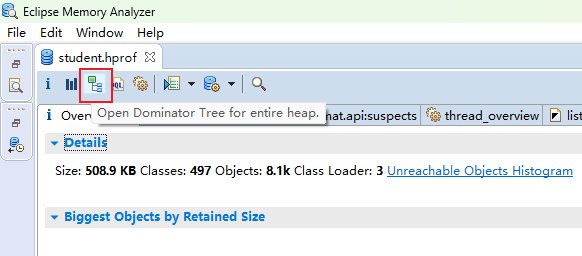 Eclipse Memory Analyzer
File Edit Window Help
student.hprof
i QL
Open Dominator Tree for entire heap.
i Over mat.api:suspects thread_overview list
Details
Size: 508.9 KB Classes: 497 Objects: 8.1k Class Loader: 3 Unreachable Objects Histogram
Biggest Objects by Retained Size